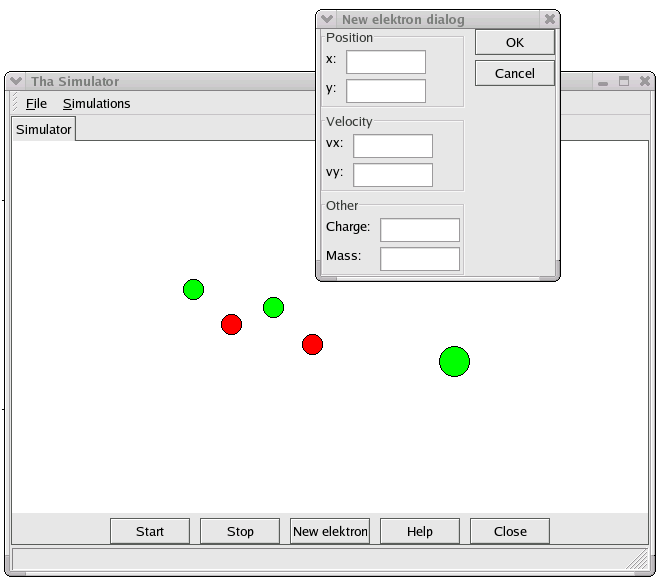 New elektron dialog
Position
x:
y:
OK
Cancel
Velocity
vx:
vy:
Other
Charge:
Mass:
Tha Simulator
File Simulations
Simulator
Start Stop New elektron Help Close